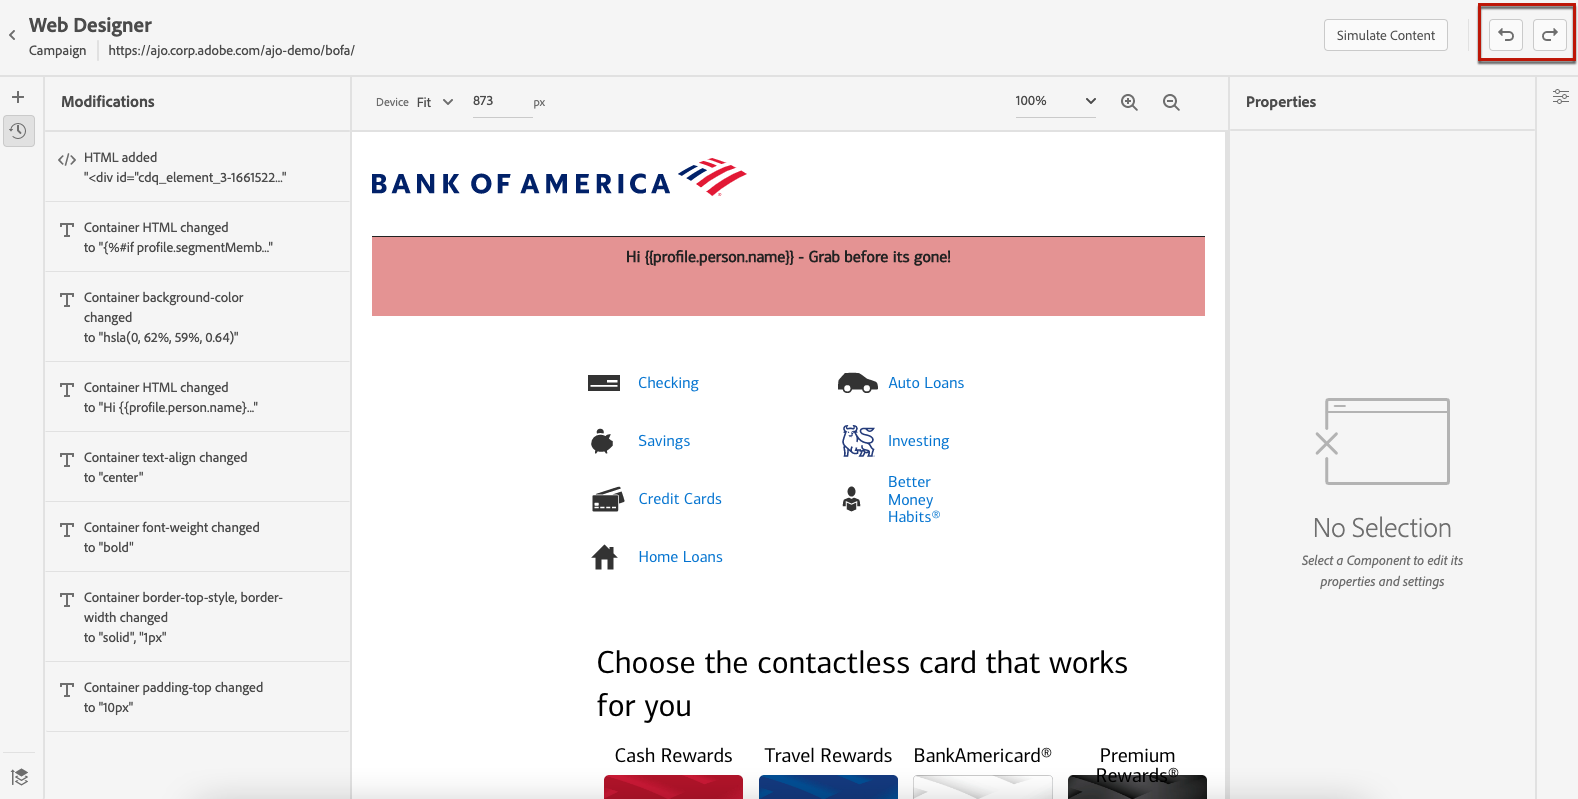 Web Designer
Campaign
https://ajo.corp.adobe.com/ajo-demo/bofa/
Simulate Content
Modifications
HTML added
"<div id="cdq_element_3-1661522..."
Container HTML changed
to "{%#if profile.segmentMemb..."
Container background-color
changed
to "hsla(0, 62%, 59%, 0.64)"
Container HTML changed
to "Hi {{profile.person.name}..."
Container text-align changed
to "center"
Container font-weight changed
to "bold"
Container border-top-style, border-
width changed
to "solid", "1px"
Container padding-top changed
to "10px"
Device Fit 873 px
100%
BANK OF AMERICA
Hi {{profile.person.name}} - Grab before its gone!
Checking
Auto Loans
Savings
Investing
Credit Cards
Better
Money
Habits®
Home Loans
Choose the contactless card that works
for you
Cash Rewards
Travel Rewards
BankAmericard®
Premium
Rewards®
Properties
No Selection
Select a Component to edit its
properties and settings